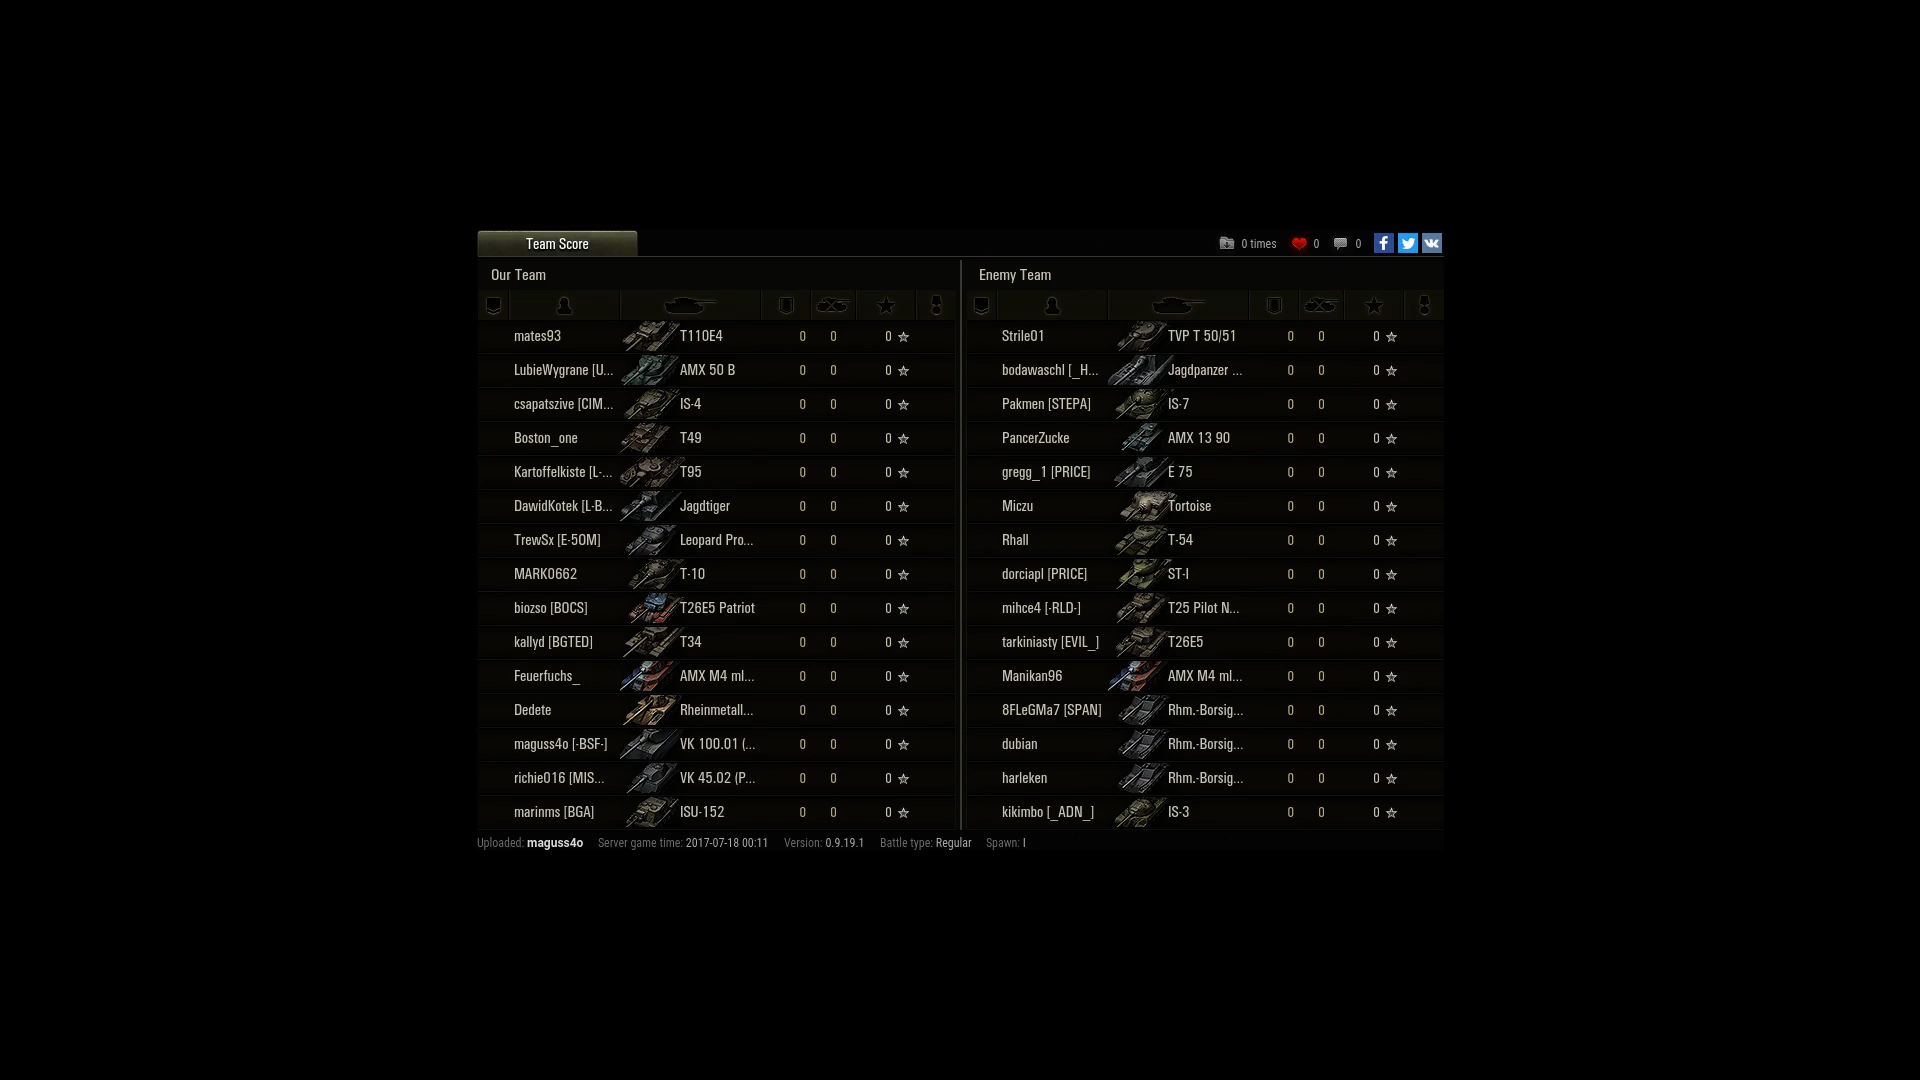 Team Score 0 times 0 0
Our Team
mates93 T110E4 0 0 0
LubieWygrane [U... AMX 50 B 0 0 0
csapatszive [CIM... IS-4 0 0 0
Boston_one T49 0 0 0
Kartoffelkiste [L-... T95 0 0 0
DawidKotek [L-B... Jagdtiger 0 0 0
TrewSx [E-50M] Leopard Pro... 0 0 0
MARK0662 T-10 0 0 0
biozso [BOCS] T26E5 Patriot 0 0 0
kallyd [BGTED] T34 0 0 0
Feuerfuchs_ AMX M4 ml... 0 0 0
Dedete Rheinmetall... 0 0 0
maguss4o [-BSF-] VK 100.01 (... 0 0 0
richie016 [MIS... VK 45.02 (P... 0 0 0
marinms [BGA] ISU-152 0 0 0
Enemy Team
Strile01 TVP T 50/51 0 0 0
bodawaschl [_H... Jagdpanzer ... 0 0 0
Pakmen [STEPA] IS-7 0 0 0
PancerZucke AMX 13 90 0 0 0
gregg_1 [PRICE] E 75 0 0 0
Miczu Tortoise 0 0 0
Rhall T-54 0 0 0
dorciapl [PRICE] ST-I 0 0 0
mihce4 [-RLD-] T25 Pilot N... 0 0 0
tarkiniasty [EVIL_] T26E5 0 0 0
Manikan96 AMX M4 ml... 0 0 0
8FLeGMa7 [SPAN] Rhm.-Borsig... 0 0 0
dubian Rhm.-Borsig... 0 0 0
harleken Rhm.-Borsig... 0 0 0
kikimbo [_ADN_] IS-3 0 0 0
Uploaded: maguss4o Server game time: 2017-07-18 00:11 Version: 0.9.19.1 Battle type: Regular Spawn: I